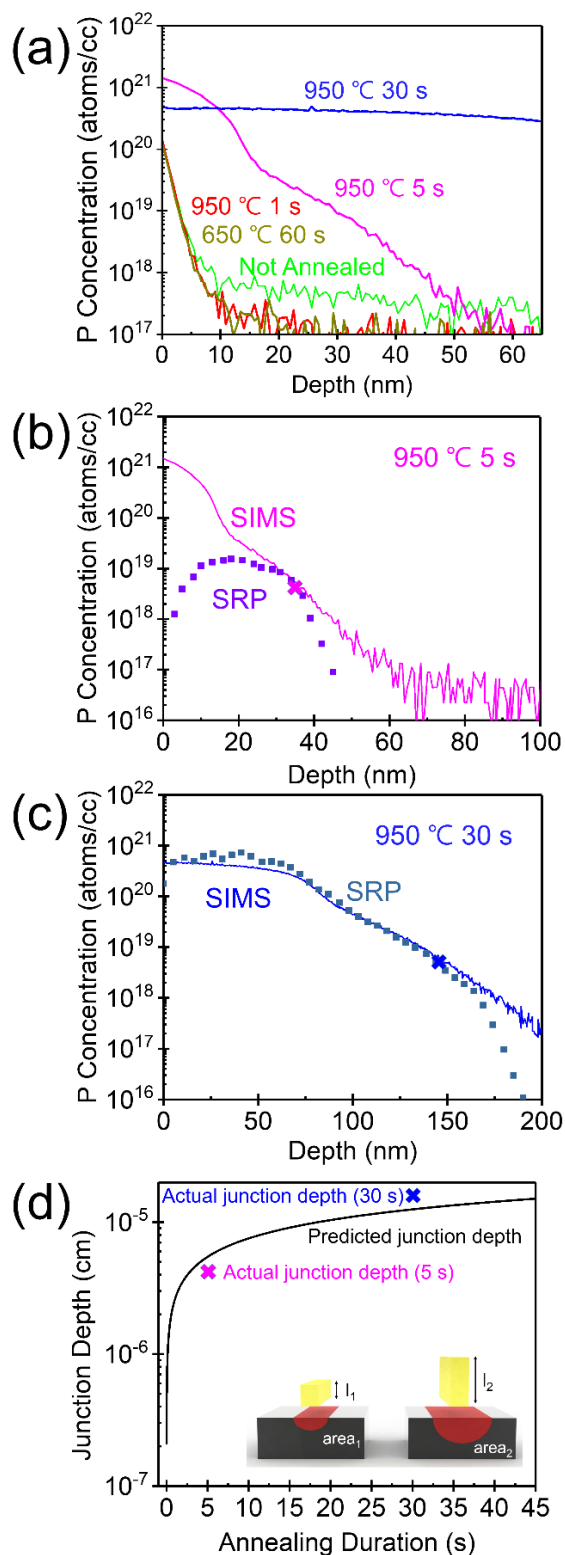 (a)
P Concentration (atoms/cc)
10²²
10²¹
10²⁰
10¹⁹
10¹⁸
10¹⁷
950 ℃ 30 s
950 ℃ 5 s
950 ℃ 1 s
650 ℃ 60 s
Not Annealed
0 10 20 30 40 50 60
Depth (nm)
(b)
P Concentration (atoms/cc)
10²²
10²¹
10²⁰
10¹⁹
10¹⁸
10¹⁷
10¹⁶
950 ℃ 5 s
SIMS
SRP
0 20 40 60 80 100
Depth (nm)
(c)
P Concentration (atoms/cc)
10²²
10²¹
10²⁰
10¹⁹
10¹⁸
10¹⁷
10¹⁶
950 ℃ 30 s
SIMS
SRP
0 50 100 150 200
Depth (nm)
(d)
Junction Depth (cm)
10⁻⁵
10⁻⁶
10⁻⁷
Actual junction depth (30 s)
Predicted junction depth
Actual junction depth (5 s)
l₁
l₂
area₁
area₂
0 5 10 15 20 25 30 35 40 45
Annealing Duration (s)